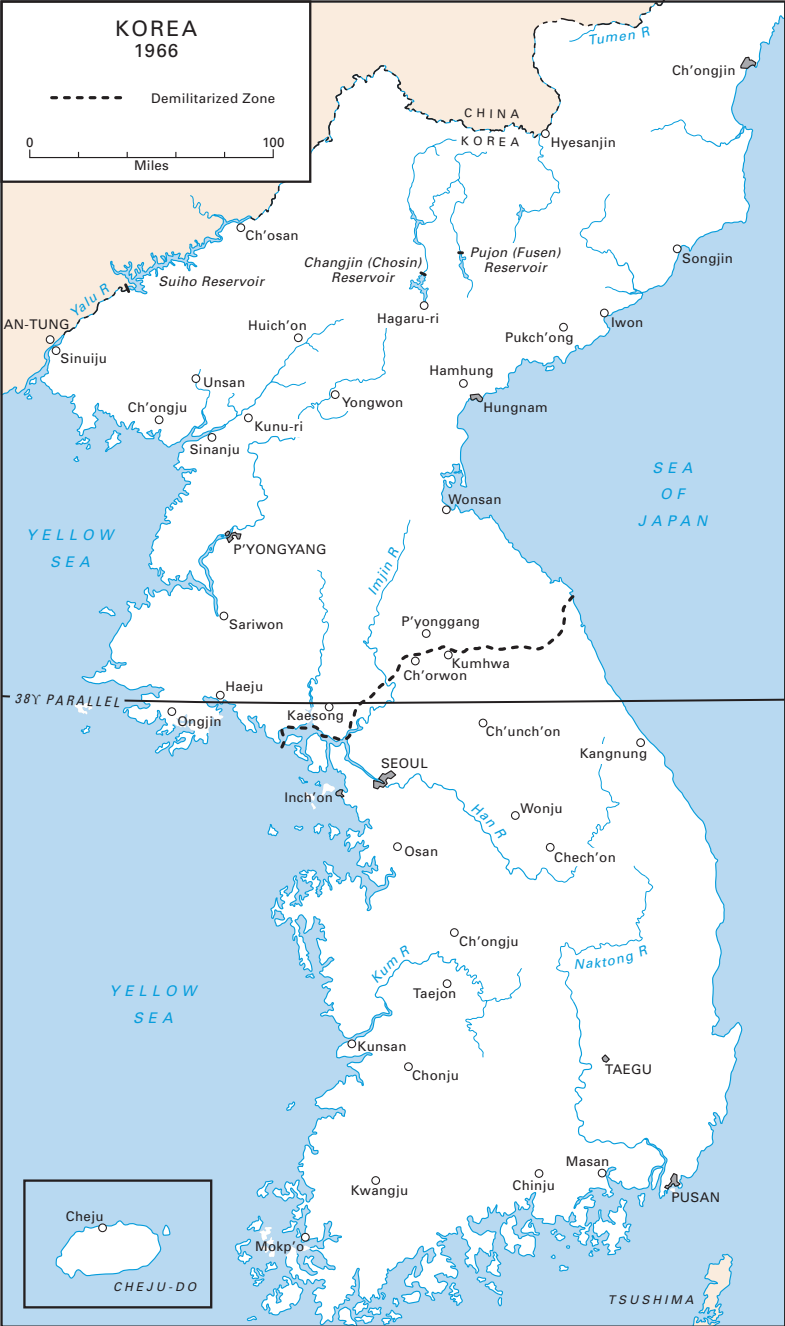 KOREA
1966
Demilitarized Zone
0
100
Miles
Tumen R
Ch'ongjin
CHINA
KOREA
Hyesanjin
Ch'osan
Pujon (Fusen)
Reservoir
Songjin
Changjin (Chosin)
Reservoir
Suiho Reservoir
Yalu R
Hagaru-ri
AN-TUNG
Huich'on
Iwon
Pukch'ong
Sinuiju
Hamhung
Unsan
Yongwon
Hungnam
Ch'ongju
Kunu-ri
Sinanju
SEA
OF
JAPAN
Wonsan
YELLOW
SEA
P'YONGYANG
Imjin R
Sariwon
P'yonggang
Kumhwa
Ch'orwon
Haeju
38Υ PARALLEL
Ongjin
Kaesong
Ch'unch'on
Kangnung
SEOUL
Inch'on
Han R
Wonju
Osan
Chech'on
Ch'ongju
Kum R
Naktong R
Taejon
YELLOW
SEA
Kunsan
Chonju
TAEGU
Masan
Kwangju
Chinju
PUSAN
Cheju
Mokp'o
CHEJU-DO
TSUSHIMA